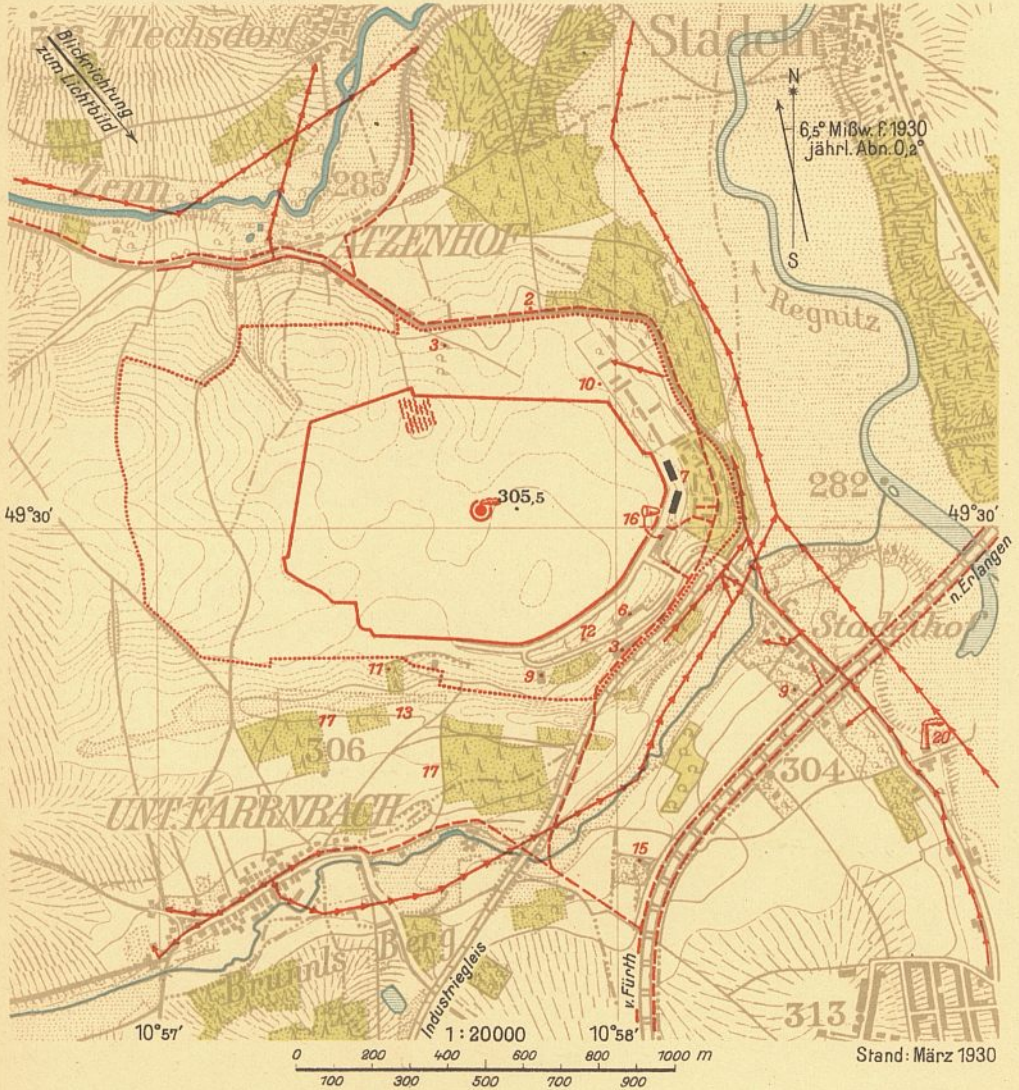 Flechsdorf
Stadeln
Blickrichtung
zum Lichtbild
N
6,5° Mißw. f. 1930
jährl. Abn. 0,2°
S
Zenn
285
ATZENHOF
Regnitz
2
3
10
7
282
305,5
49°30'
16
49°30'
n. Erlangen
6
12
Stadelhof
3
11
9
9
17
13
20
306
17
304
UNT. FARRNBACH
15
Berg
Industriegleis
v. Fürth
313
10°57'
1:20000
10°58'
Stand: März 1930
0 200 400 600 800 1000 m
100 300 500 700 900